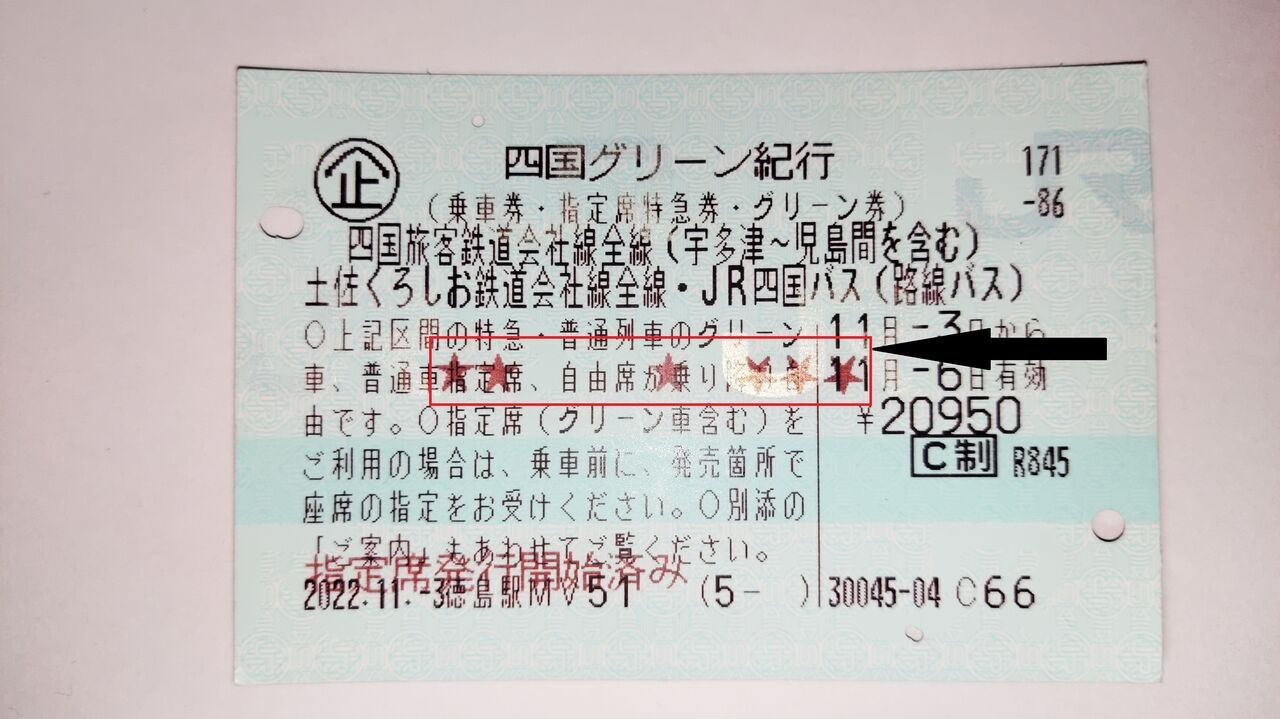 企 四国グリーン紀行 171
-86
(乗車券・指定席特急券・グリーン券)
四国旅客鉄道会社線全線(宇多津~児島間を含む)
土佐くろしお鉄道会社線全線・JR四国バス(路線バス)
○上記区間の特急・普通列車のグリーン
車、普通車指定席、自由席が乗り
由です。○指定席(グリーン車含む)を
ご利用の場合は、乗車前に、発売箇所で
座席の指定をお受けください。○別添の
「ご案内」もあわせてご覧ください。
11月-3日から
11月-6日有効
¥20950
C制 R845
指定席発行開始済み
2022.11.-3徳島駅MV51 (5- ) 30045-04 C66